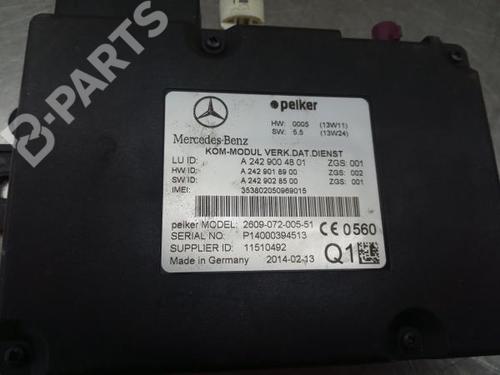 B-PARTS
peiker
HW: 0005 (13W11)
SW: 5.5 (13W24)
Mercedes-Benz
KOM-MODUL VERK.DAT.DIENST
LU ID: A 242 900 48 01 ZGS: 001
HW ID: A 242 901 89 00 ZGS: 002
SW ID: A 242 902 85 00 ZGS: 002
IMEI: 353802050969015
peiker MODEL: 2609-072-005-51
SERIAL NO.: P14000394513
CE 0560
SUPPLIER ID: 11510492
Made in Germany 2014-02-13
Q1